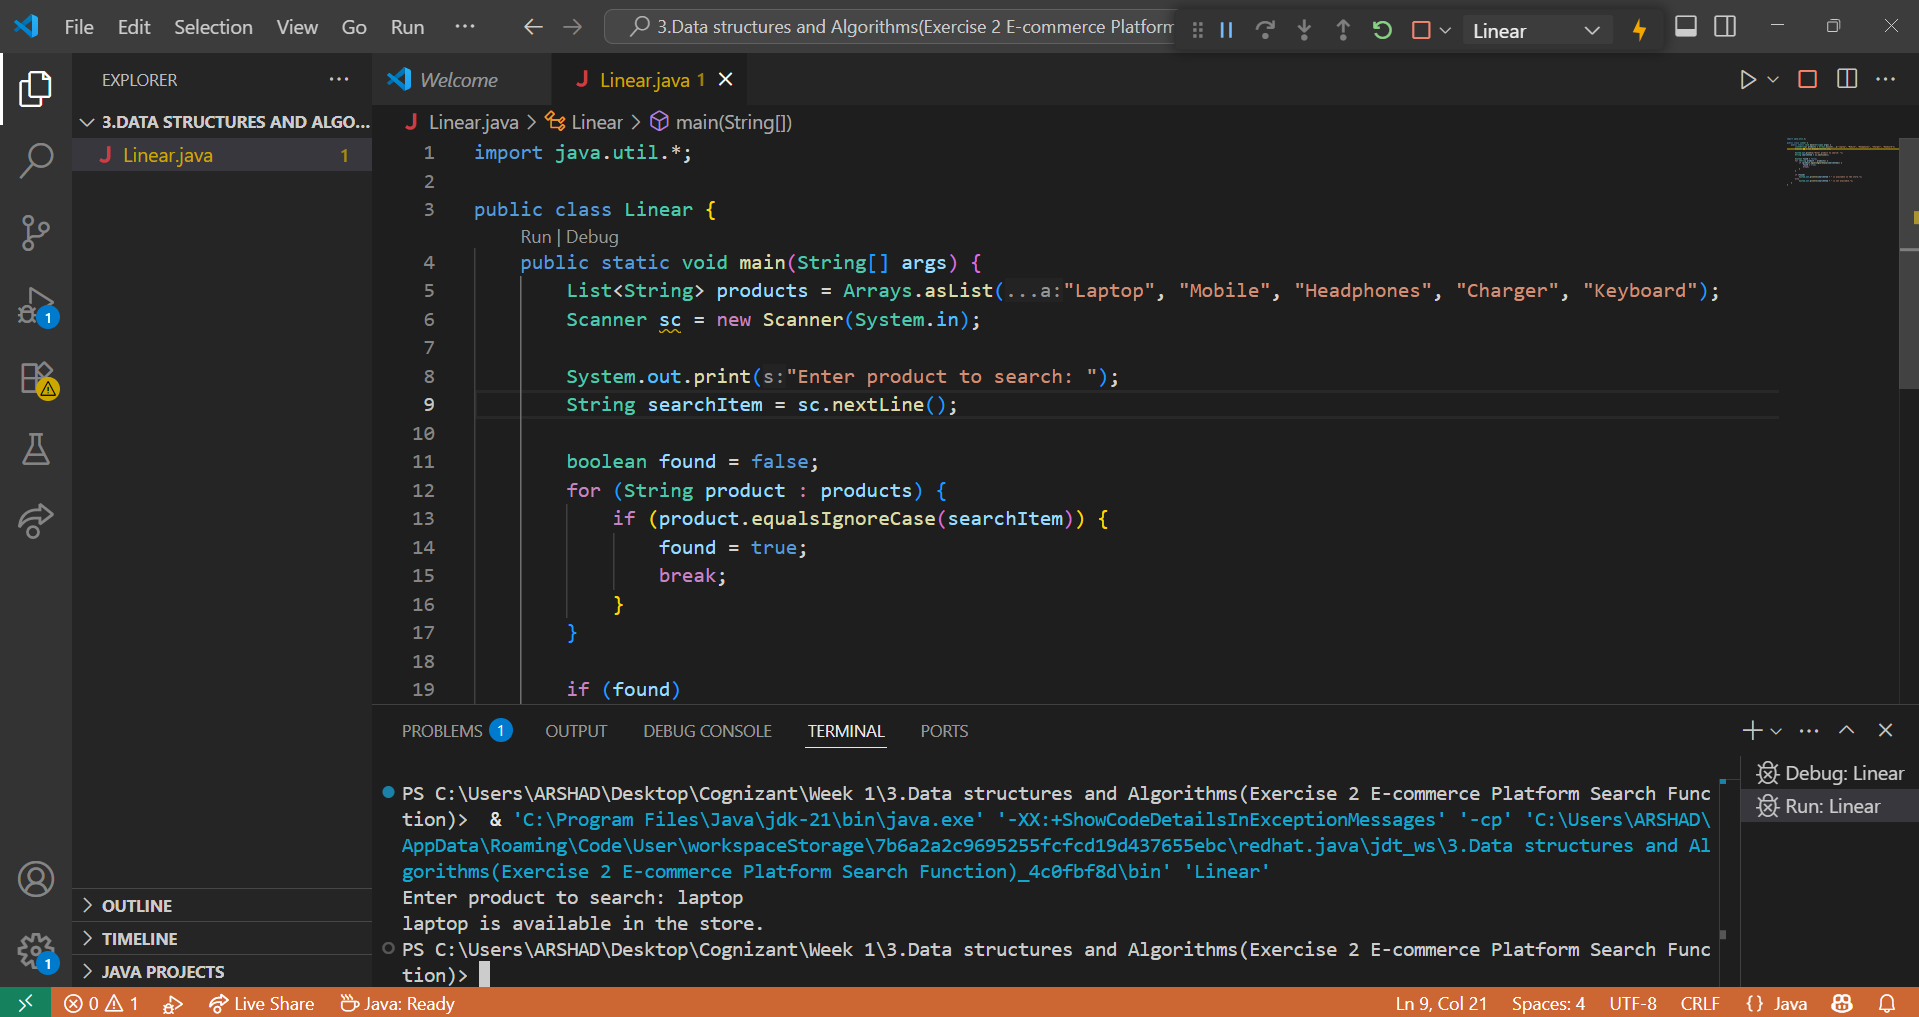 File Edit Selection View Go Run ···
3.Data structures and Algorithms(Exercise 2 E-commerce Platform
Linear
EXPLORER
3.DATA STRUCTURES AND ALGO...
Linear.java 1
Welcome
Linear.java 1
Linear.java > Linear > main(String[])
1 import java.util.*;
2
3 public class Linear {
Run | Debug
4 public static void main(String[] args) {
5 List<String> products = Arrays.asList(...a:"Laptop", "Mobile", "Headphones", "Charger", "Keyboard");
6 Scanner sc = new Scanner(System.in);
7
8 System.out.print(s:"Enter product to search: ");
9 String searchItem = sc.nextLine();
10
11 boolean found = false;
12 for (String product : products) {
13 if (product.equalsIgnoreCase(searchItem)) {
14 found = true;
15 break;
16 }
17 }
18
19 if (found)
PROBLEMS 1 OUTPUT DEBUG CONSOLE TERMINAL PORTS
PS C:\Users\ARSHAD\Desktop\Cognizant\Week 1\3.Data structures and Algorithms(Exercise 2 E-commerce Platform Search Func
tion)> & 'C:\Program Files\Java\jdk-21\bin\java.exe' '-XX:+ShowCodeDetailsInExceptionMessages' '-cp' 'C:\Users\ARSHAD\
AppData\Roaming\Code\User\workspaceStorage\7b6a2a2c9695255fcfcd19d437655ebc\redhat.java\jdt_ws\3.Data structures and Al
gorithms(Exercise 2 E-commerce Platform Search Function)_4c0fbf8d\bin' 'Linear'
Enter product to search: laptop
laptop is available in the store.
PS C:\Users\ARSHAD\Desktop\Cognizant\Week 1\3.Data structures and Algorithms(Exercise 2 E-commerce Platform Search Func
tion)>
Debug: Linear
Run: Linear
1
1
OUTLINE
TIMELINE
JAVA PROJECTS
0 1 Live Share Java: Ready
Ln 9, Col 21 Spaces: 4 UTF-8 CRLF {} Java